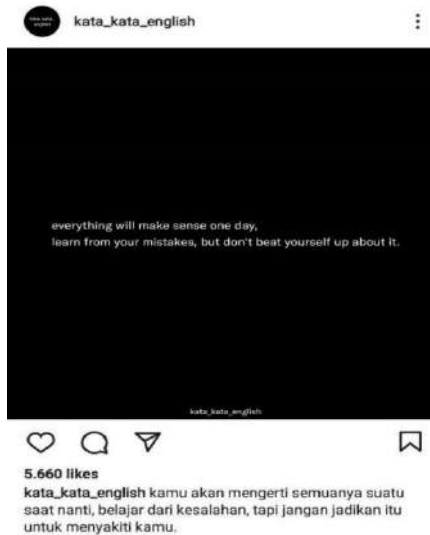 kata_kata_english
everything will make sense one day,
learn from your mistakes, but don't beat yourself up about it.
kata_kata_english
5.660 likes
kata_kata_english kamu akan mengerti semuanya suatu
saat nanti, belajar dari kesalahan, tapi jangan jadikan itu
untuk menyakiti kamu.